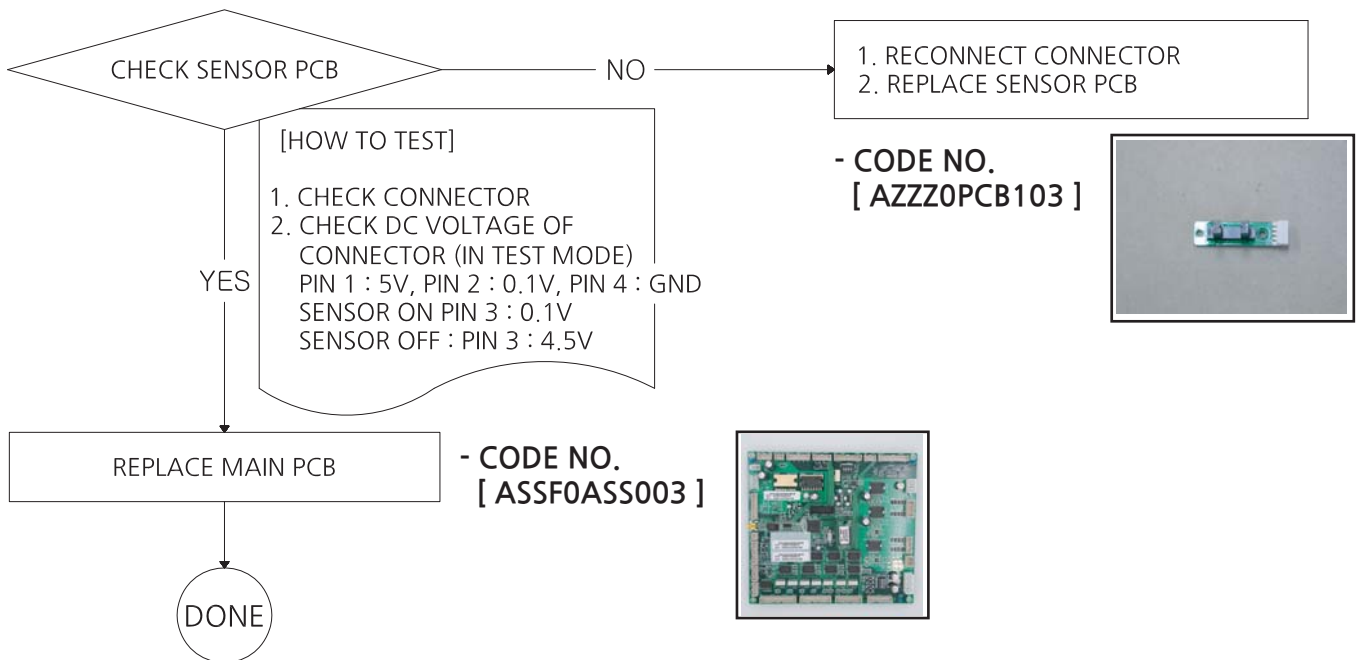 CHECK SENSOR PCB
NO
1. RECONNECT CONNECTOR
2. REPLACE SENSOR PCB
- CODE NO.
[ AZZZ0PCB103 ]
[HOW TO TEST]
1. CHECK CONNECTOR
2. CHECK DC VOLTAGE OF
CONNECTOR (IN TEST MODE)
PIN 1 : 5V, PIN 2 : 0.1V, PIN 4 : GND
SENSOR ON PIN 3 : 0.1V
SENSOR OFF : PIN 3 : 4.5V
YES
REPLACE MAIN PCB
- CODE NO.
[ ASSF0ASS003 ]
DONE